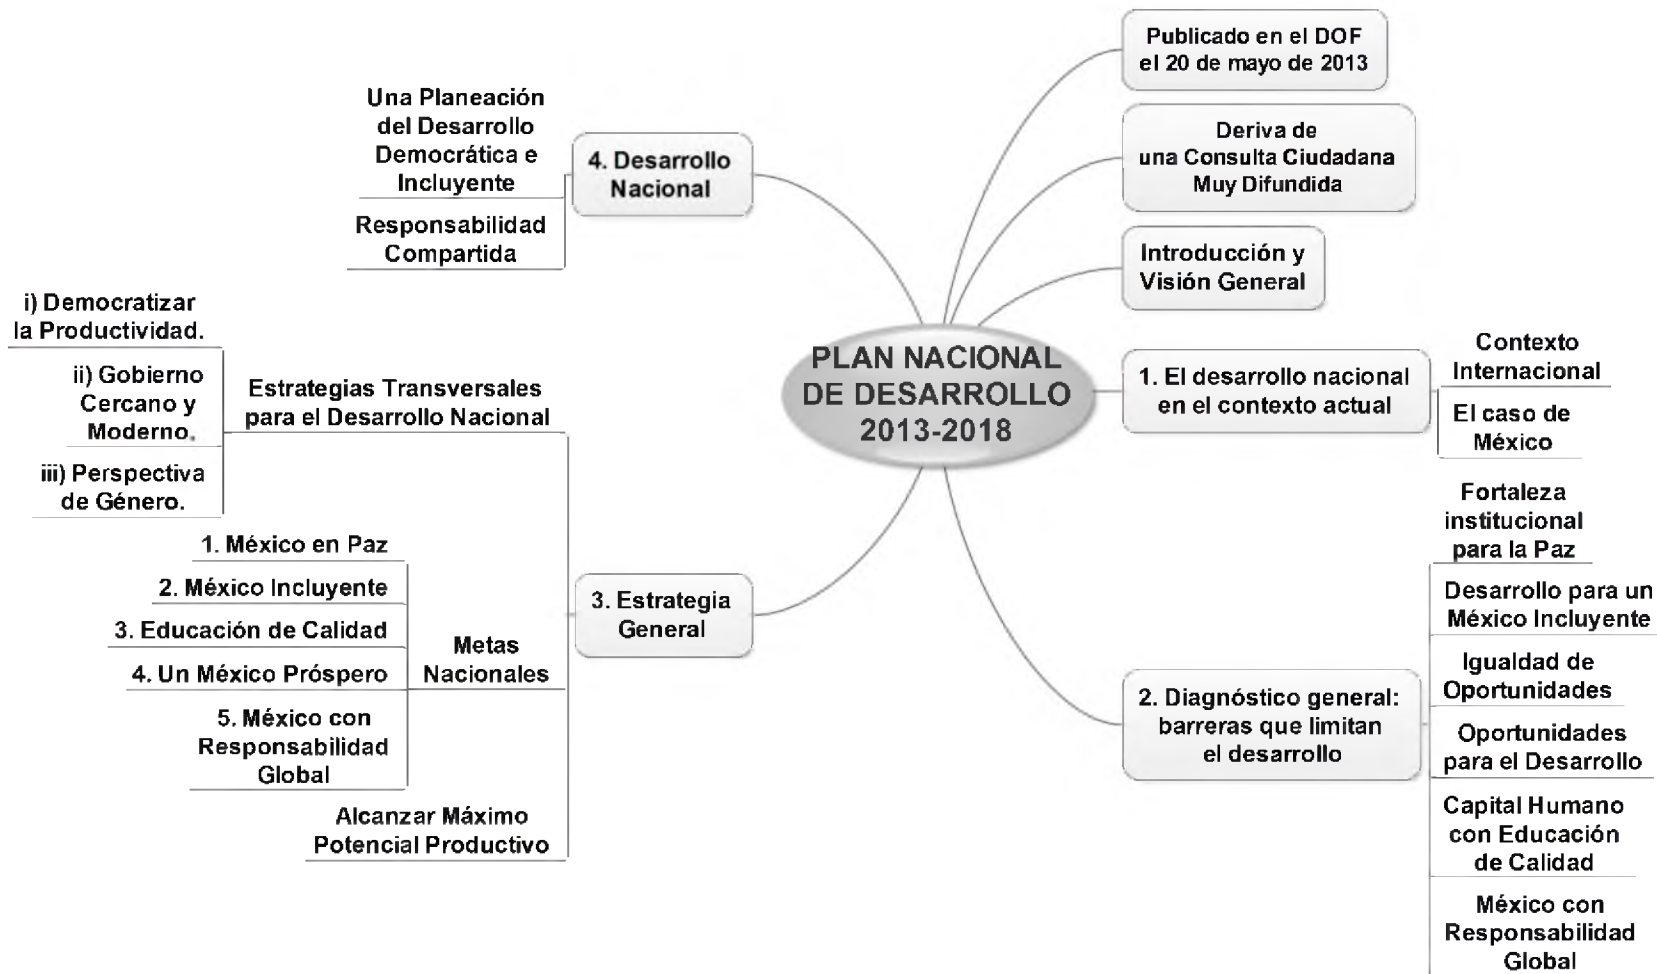 PLAN NACIONAL
DE DESARROLLO
2013-2018
Publicado en el DOF
el 20 de mayo de 2013
Deriva de
una Consulta Ciudadana
Muy Difundida
Introducción y
Visión General
1. El desarrollo nacional
en el contexto actual
Contexto
Internacional
El caso de
México
2. Diagnóstico general:
barreras que limitan
el desarrollo
Fortaleza
institucional
para la Paz
Desarrollo para un
México Incluyente
Igualdad de
Oportunidades
Oportunidades
para el Desarrollo
Capital Humano
con Educación
de Calidad
México con
Responsabilidad
Global
3. Estrategia
General
Estrategias Transversales
para el Desarrollo Nacional
i) Democratizar
la Productividad.
ii) Gobierno
Cercano y
Moderno.
iii) Perspectiva
de Género.
Metas
Nacionales
1. México en Paz
2. México Incluyente
3. Educación de Calidad
4. Un México Próspero
5. México con
Responsabilidad
Global
Alcanzar Máximo
Potencial Productivo
4. Desarrollo
Nacional
Una Planeación
del Desarrollo
Democrática e
Incluyente
Responsabilidad
Compartida